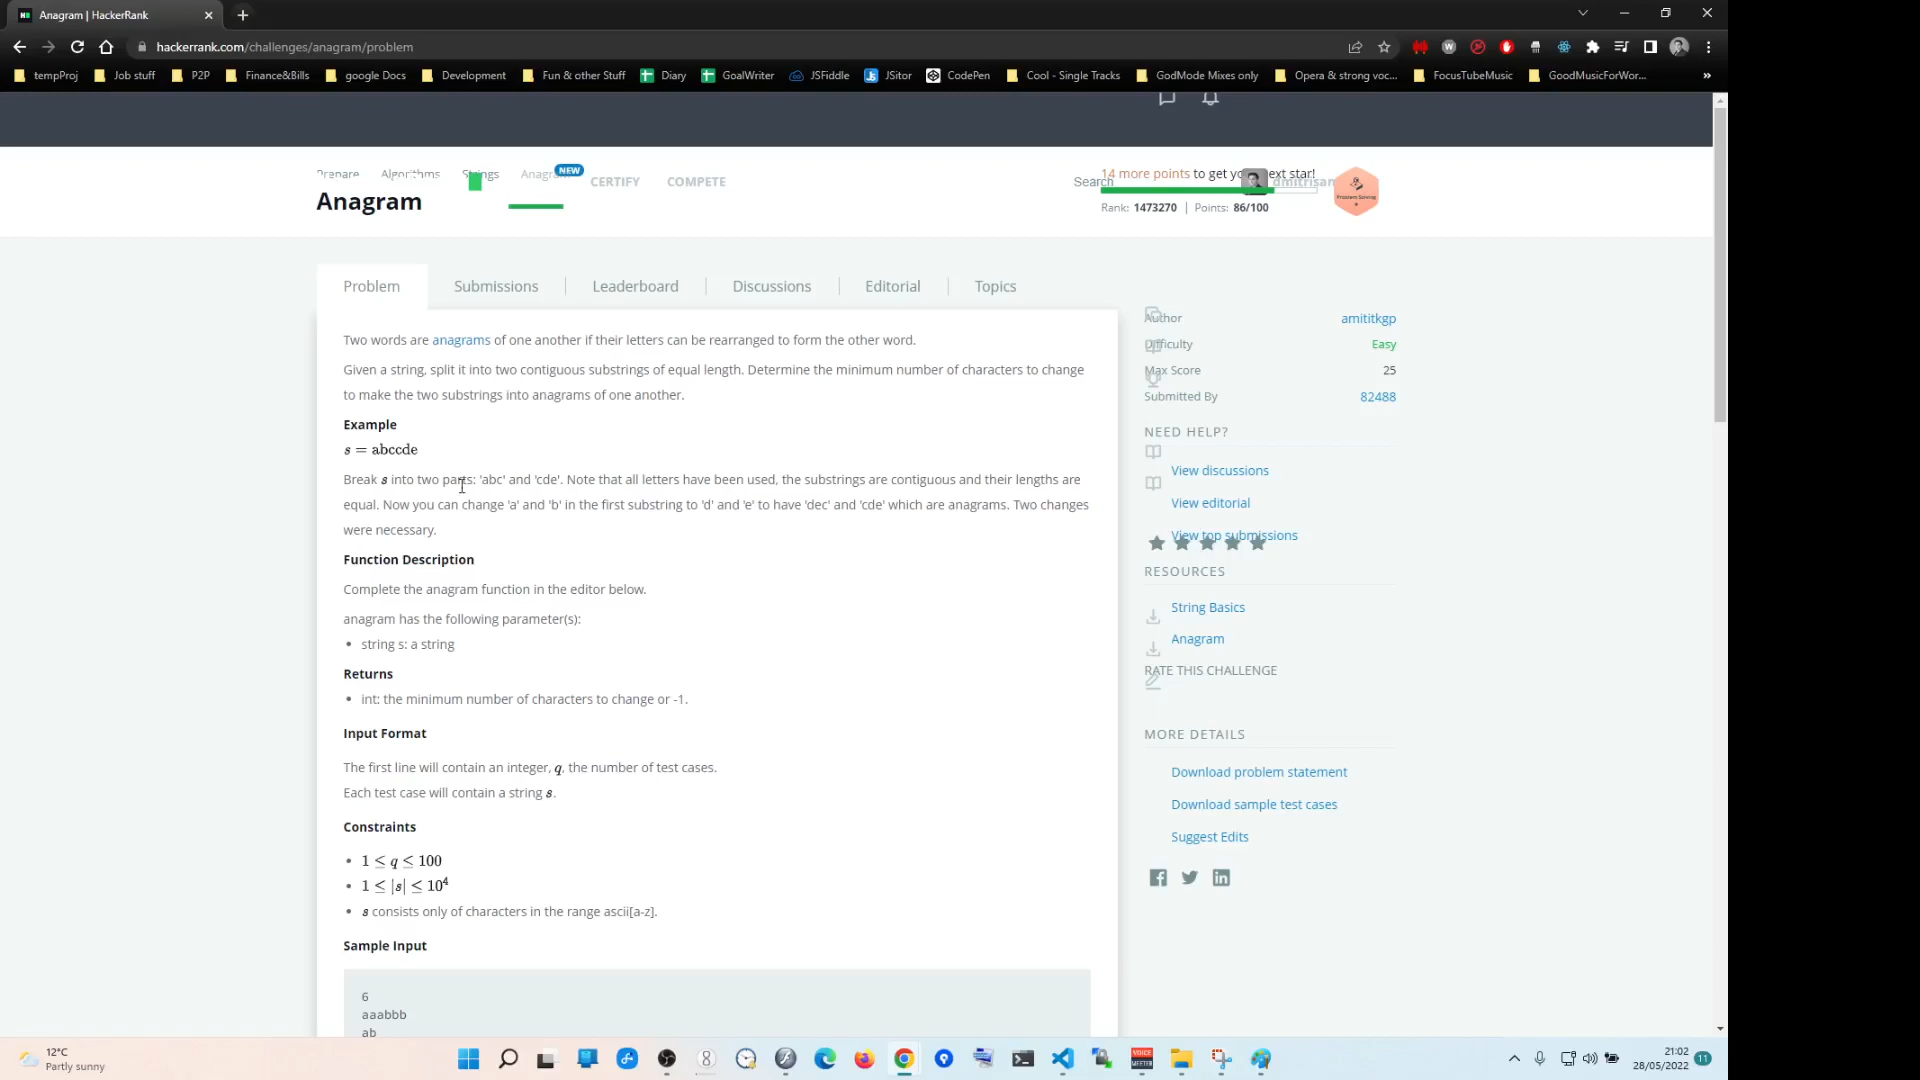 Anagram | HackerRank
hackerrank.com/challenges/anagram/problem
tempProj Job stuff P2P Finance&Bills google Docs Development Fun & other Stuff Diary GoalWriter JSFiddle JSitor CodePen Cool - Single Tracks GodMode Mixes only Opera & strong voc... FocusTubeMusic GoodMusicForWor... »
Prepare Algorithms Strings Anagram NEW CERTIFY COMPETE Search
14 more points to get your next star!
dmitrisan
Anagram
Rank: 1473270 | Points: 86/100
Problem Solving
Problem Submissions Leaderboard Discussions Editorial Topics
Two words are anagrams of one another if their letters can be rearranged to form the other word.
Given a string, split it into two contiguous substrings of equal length. Determine the minimum number of characters to change
to make the two substrings into anagrams of one another.
Example
s = abccde
Break s into two parts: 'abc' and 'cde'. Note that all letters have been used, the substrings are contiguous and their lengths are
equal. Now you can change 'a' and 'b' in the first substring to 'd' and 'e' to have 'dec' and 'cde' which are anagrams. Two changes
were necessary.
Function Description
Complete the anagram function in the editor below.
anagram has the following parameter(s):
• string s: a string
Returns
• int: the minimum number of characters to change or -1.
Input Format
The first line will contain an integer, q, the number of test cases.
Each test case will contain a string s.
Constraints
• 1 ≤ q ≤ 100
• 1 ≤ |s| ≤ 10⁴
• s consists only of characters in the range ascii[a-z].
Sample Input
6
aaabbb
ab
Author amititkgp
Difficulty Easy
Max Score 25
Submitted By 82488
NEED HELP?
View discussions
View editorial
View top submissions
RESOURCES
String Basics
Anagram
RATE THIS CHALLENGE
MORE DETAILS
Download problem statement
Download sample test cases
Suggest Edits
12°C
Partly sunny
VOICE
MEETER
21:02
28/05/2022
11